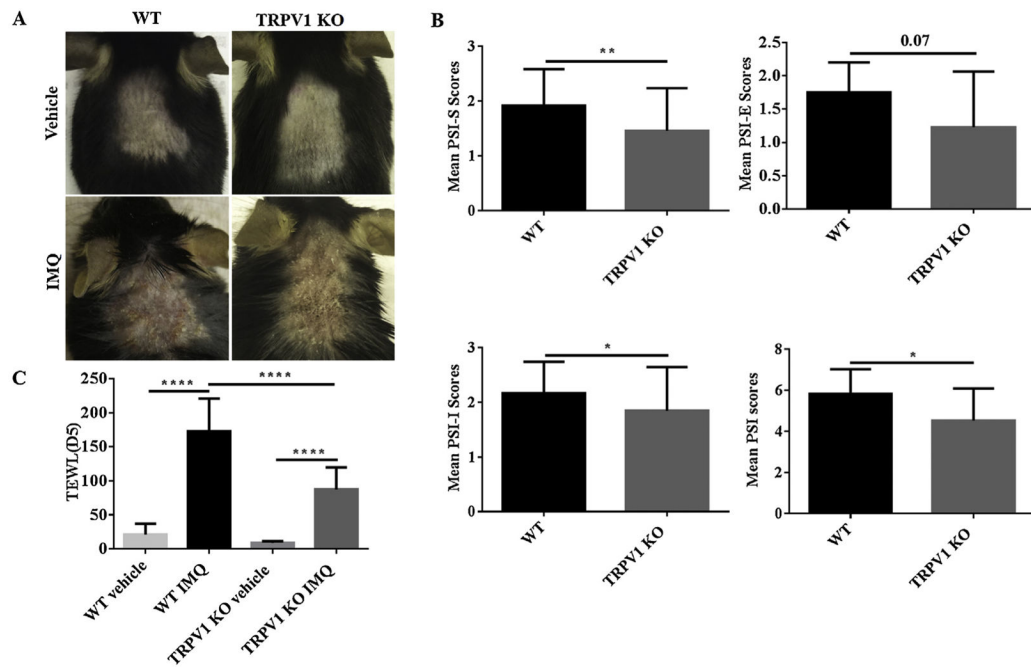 A
WT
TRPV1 KO
Vehicle
IMQ
B
Mean PSI-S Scores
3
2
1
0
**
WT
TRPV1 KO
Mean PSI-E Scores
2.5
2.0
1.5
1.0
0.5
0.0
0.07
WT
TRPV1 KO
Mean PSI-I Scores
3
2
1
0
*
WT
TRPV1 KO
Mean PSI scores
8
6
4
2
0
*
WT
TRPV1 KO
C
TEWL(D5)
250
200
150
100
50
0
****
****
****
WT vehicle
WT IMQ
TRPV1 KO vehicle
TRPV1 KO IMQ